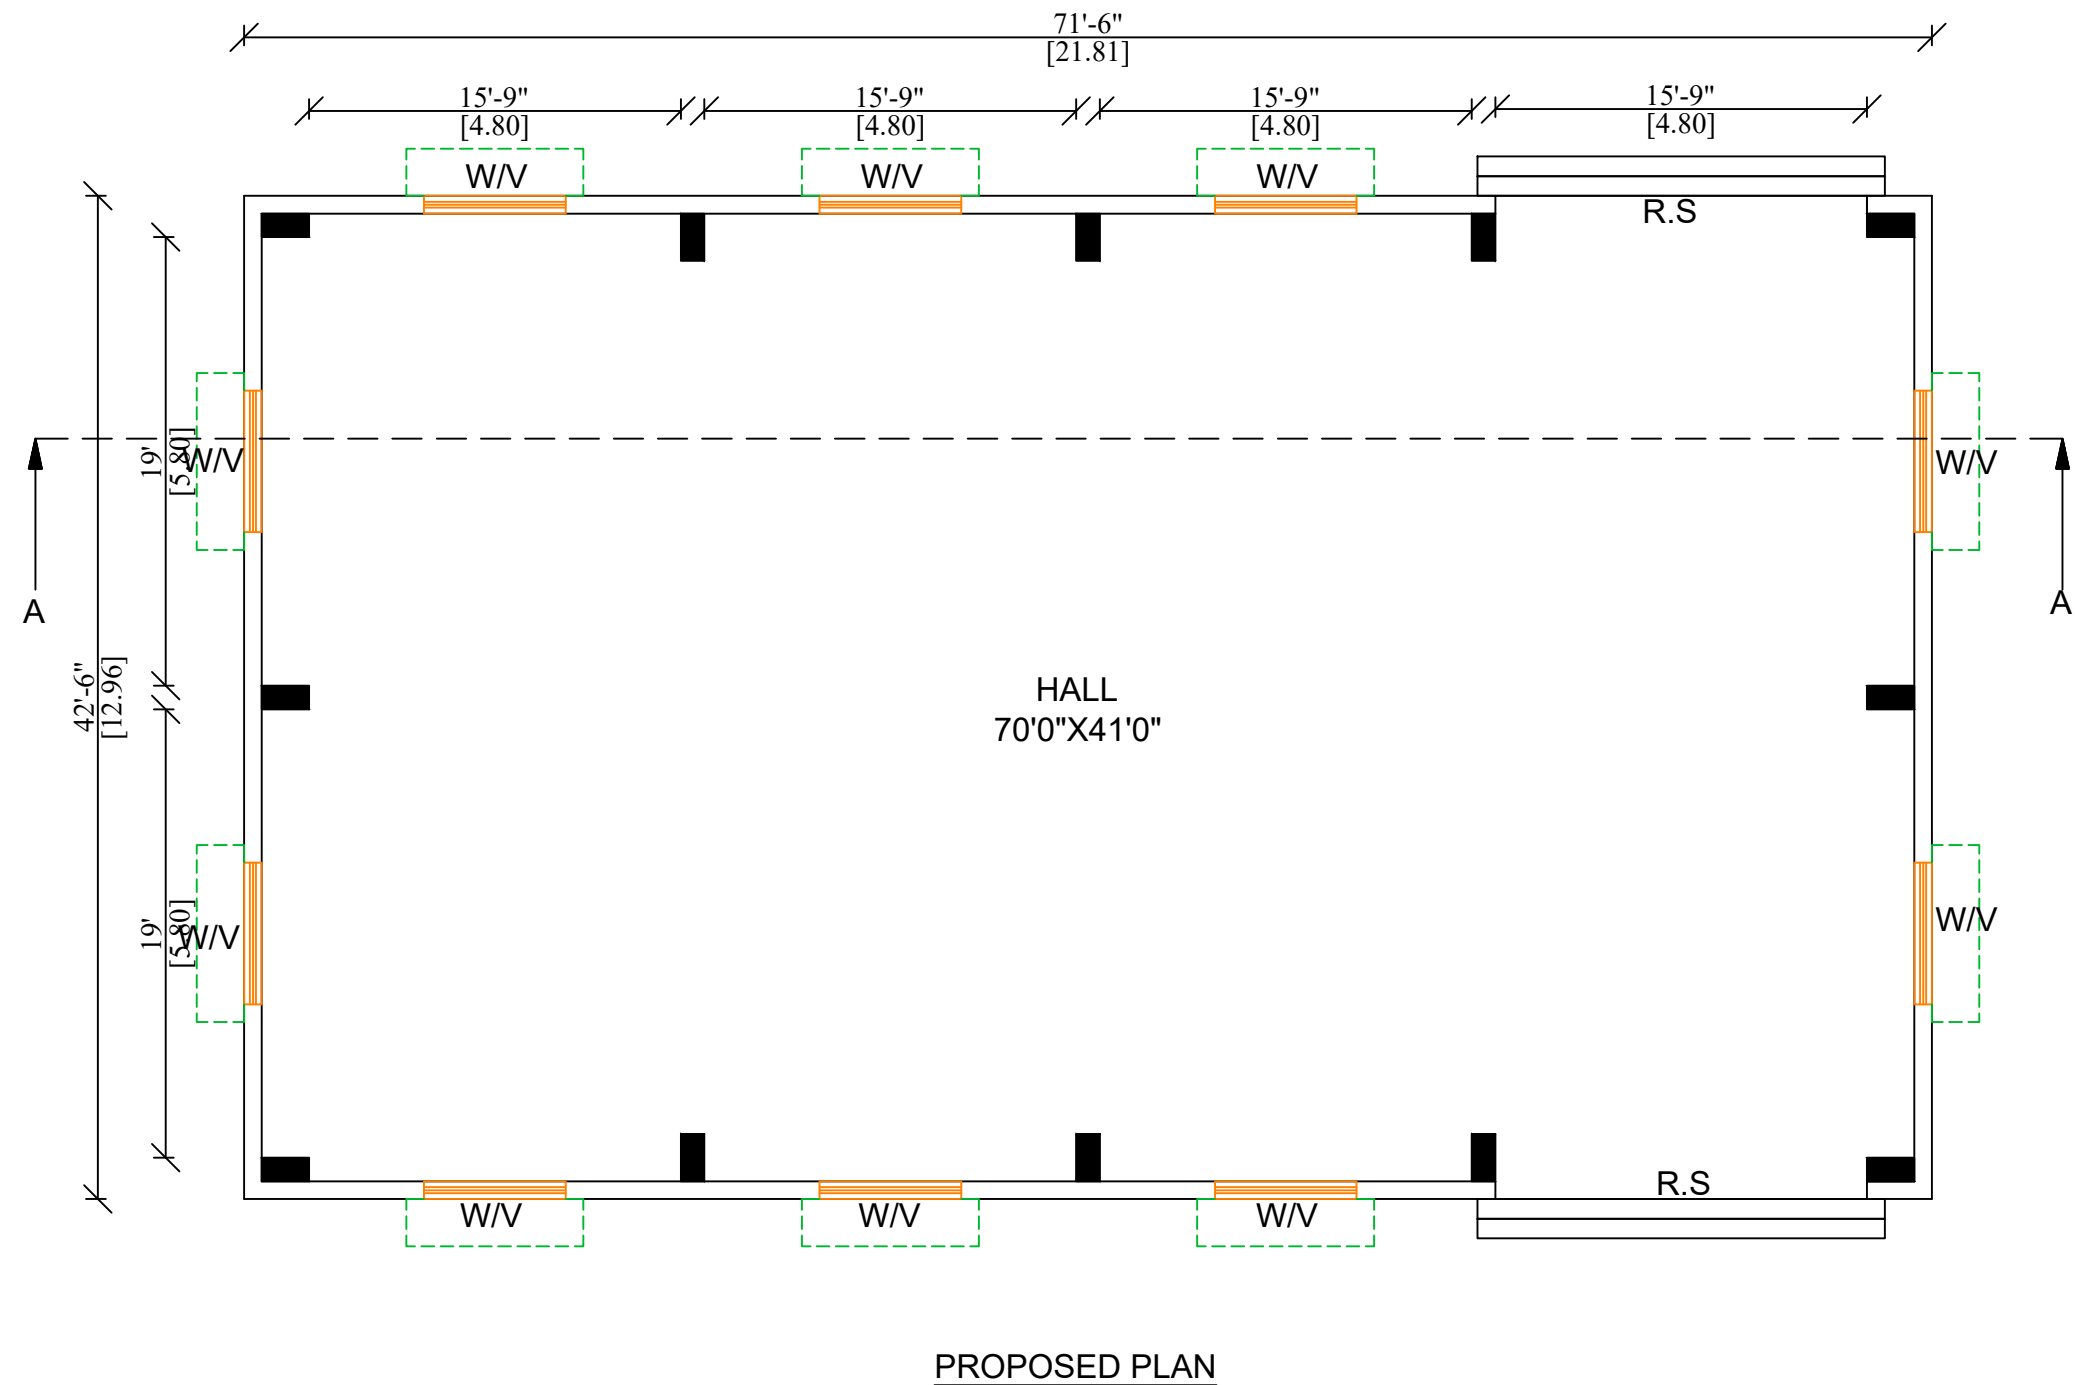 71'-6"
[21.81]
15'-9"
[4.80]
15'-9"
[4.80]
15'-9"
[4.80]
15'-9"
[4.80]
W/V
W/V
W/V
R.S
19'
[5.80]
W/V
W/V
A
A
42'-6"
[12.96]
HALL
70'0"X41'0"
19'
[5.80]
W/V
W/V
R.S
W/V
W/V
W/V
PROPOSED PLAN